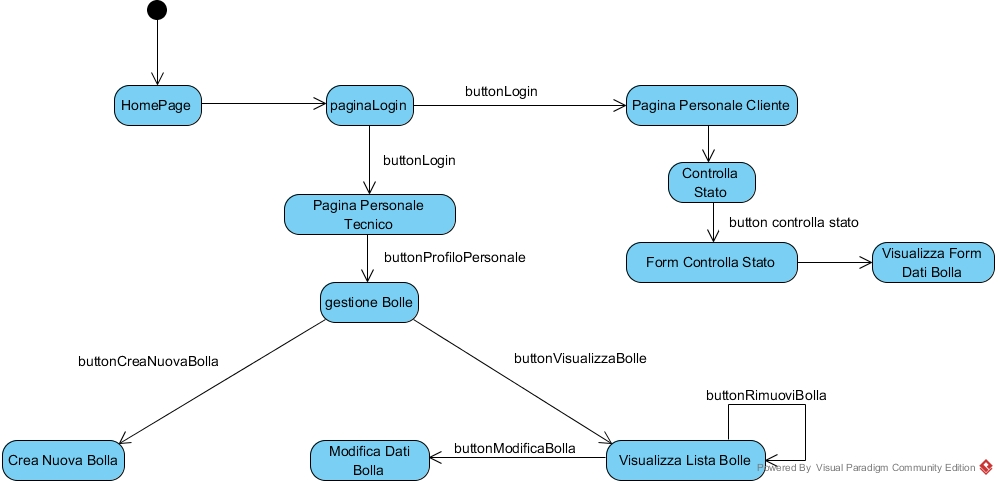 HomePage
paginaLogin
buttonLogin
Pagina Personale Cliente
buttonLogin
Controlla
Stato
Pagina Personale
Tecnico
button controlla stato
buttonProfiloPersonale
Form Controlla Stato
Visualizza Form
Dati Bolla
gestione Bolle
buttonCreaNuovaBolla
buttonVisualizzaBolle
buttonRimuoviBolla
Crea Nuova Bolla
Modifica Dati
Bolla
buttonModificaBolla
Visualizza Lista Bolle
Powered By Visual Paradigm Community Edition